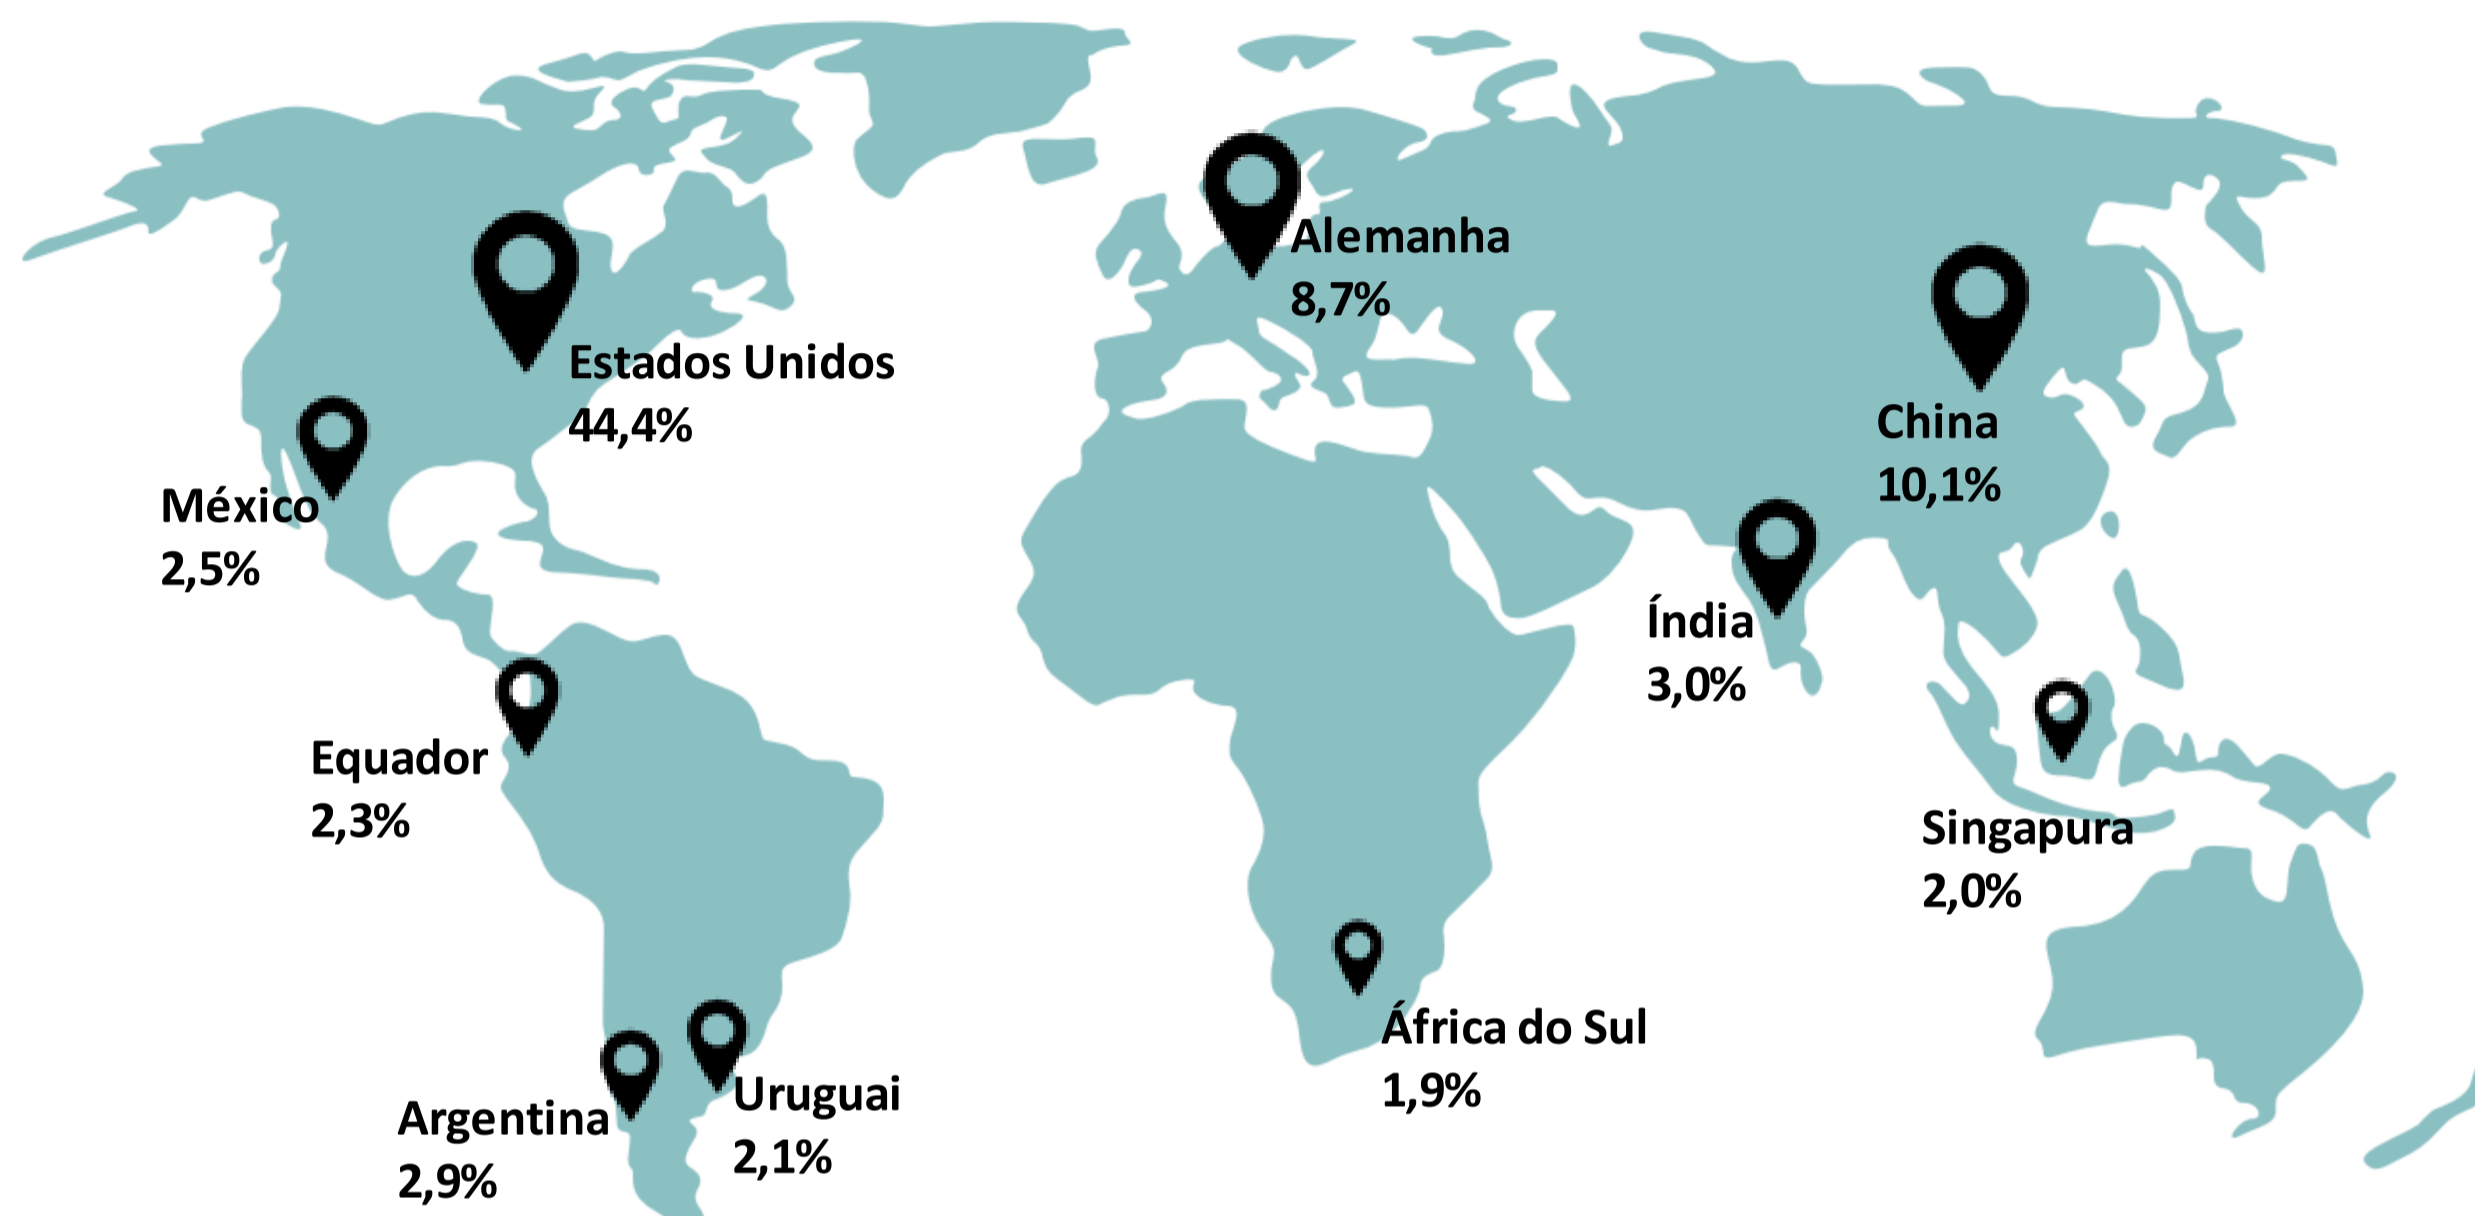 Alemanha
8,7%
Estados Unidos
44,4%
China
10,1%
México
2,5%
Índia
3,0%
Equador
2,3%
Singapura
2,0%
África do Sul
1,9%
Uruguai
2,1%
Argentina
2,9%